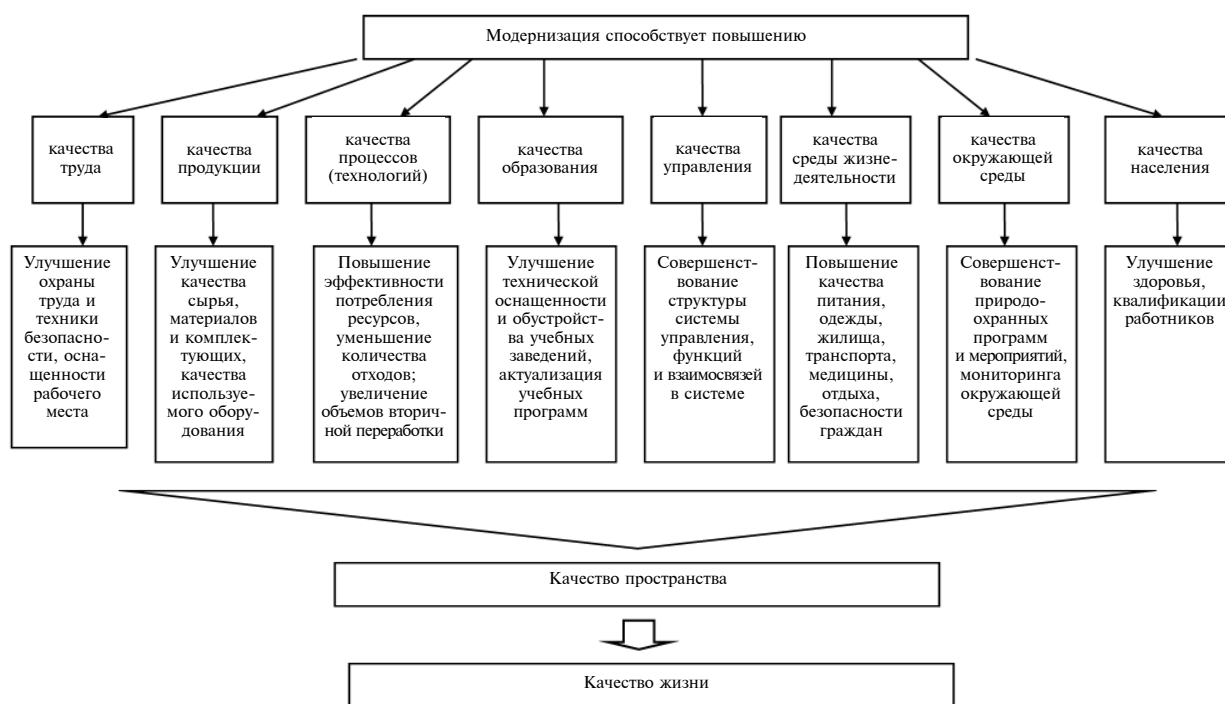 Модернизация способствует повышению
качества
труда
качества
продукции
качества
процессов
(технологий)
качества
образования
качества
управления
качества
среды жизне-
деятельности
качества
окружающей
среды
качества
населения
Улучшение
охраны
труда и
техники
безопасно-
сти, осна-
щенности
рабочего
места
Улучшение
качества
сырья,
материалов
и комплек-
тующих,
качества
используе-
мого обору-
дования
Повышение
эффективности
потребления
ресурсов,
уменьшение
количества
отходов;
увеличение
объемов вторич-
ной переработки
Улучшение
технической
оснащенности
и обустройст-
ва учебных
заведений,
актуализация
учебных
программ
Совершенст-
вование
структуры
системы
управления,
функций
и взаимосвязей
в системе
Повышение
качества
питания,
одежды,
жилища,
транспорта,
медицины,
отдыха,
безопасности
граждан
Совершенст-
вование
природо-
охранных
программ
и мероприятий,
мониторинга
окружающей
среды
Улучшение
здоровья,
квалификации
работников
Качество пространства
Качество жизни